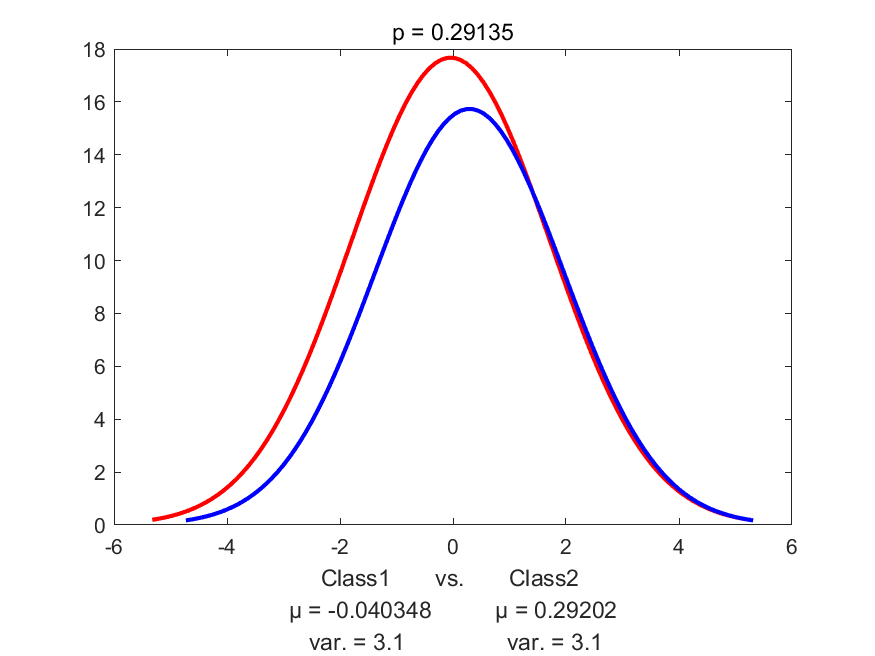 p = 0.29135
18
16
14
12
10
8
6
4
2
0
-6 -4 -2 0 2 4 6
Class1 vs. Class2
μ = -0.040348 μ = 0.29202
var. = 3.1 var. = 3.1